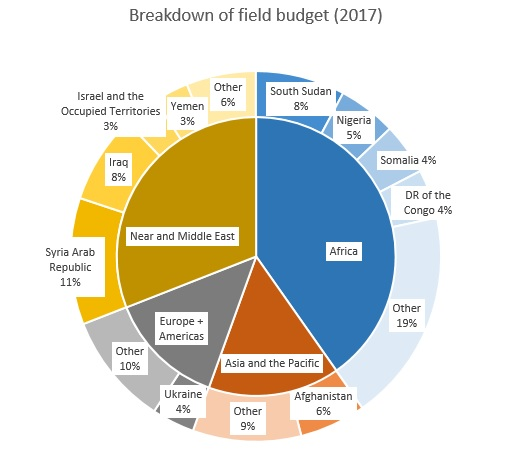 Breakdown of field budget (2017)
Other
6%
South Sudan
8%
Israel and the
Occupied Territories
3%
Yemen
3%
Nigeria
5%
Iraq
8%
Somalia 4%
DR of the
Congo 4%
Near and Middle East
Africa
Syria Arab
Republic
11%
Other
19%
Europe +
Americas
Other
10%
Asia and the Pacific
Ukraine
4%
Afghanistan
6%
Other
9%